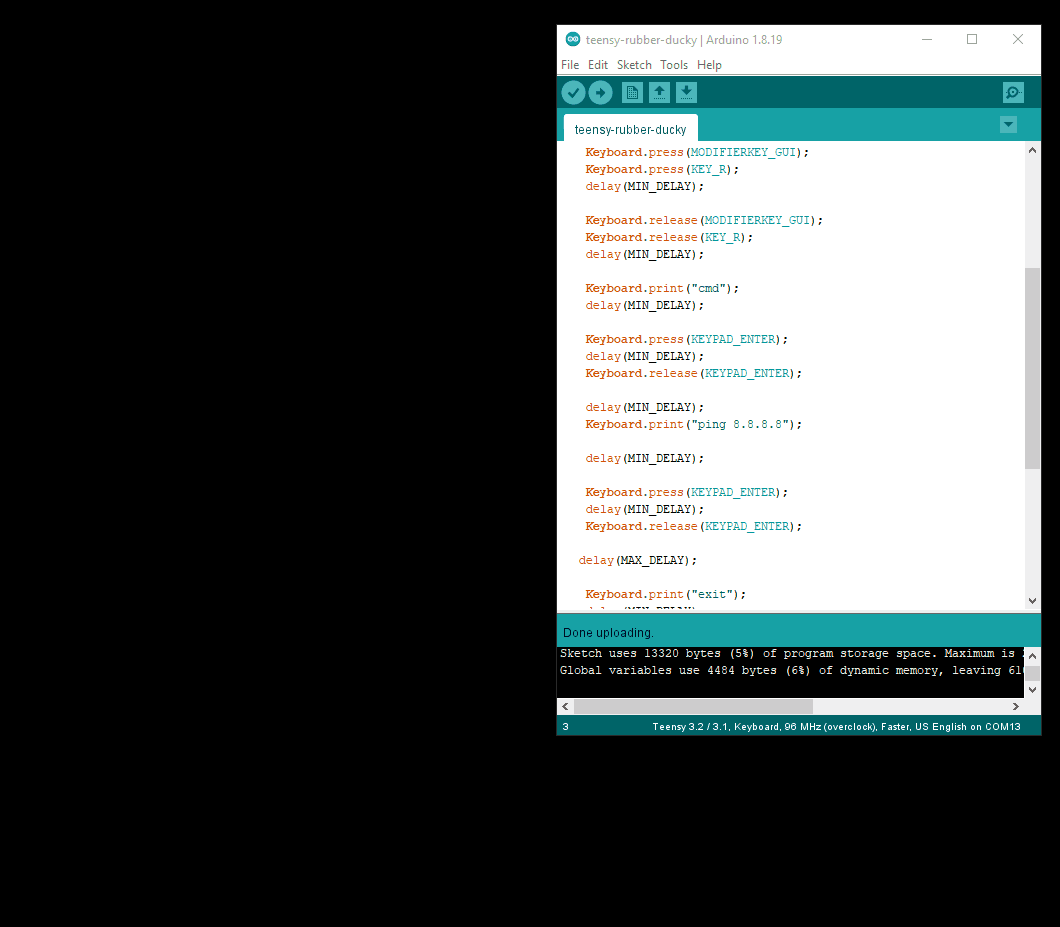 teensy-rubber-ducky | Arduino 1.8.19
File Edit Sketch Tools Help
teensy-rubber-ducky
Keyboard.press(MODIFIERKEY_GUI);
Keyboard.press(KEY_R);
delay(MIN_DELAY);
Keyboard.release(MODIFIERKEY_GUI);
Keyboard.release(KEY_R);
delay(MIN_DELAY);
Keyboard.print("cmd");
delay(MIN_DELAY);
Keyboard.press(KEYPAD_ENTER);
delay(MIN_DELAY);
Keyboard.release(KEYPAD_ENTER);
delay(MIN_DELAY);
Keyboard.print("ping 8.8.8.8");
delay(MIN_DELAY);
Keyboard.press(KEYPAD_ENTER);
delay(MIN_DELAY);
Keyboard.release(KEYPAD_ENTER);
delay(MAX_DELAY);
Keyboard.print("exit");
Done uploading.
Sketch uses 13320 bytes (5%) of program storage space. Maximum is
Global variables use 4484 bytes (6%) of dynamic memory, leaving
3 Teensy 3.2 / 3.1, Keyboard, 96 MHz (overclock), Faster, US English on COM13